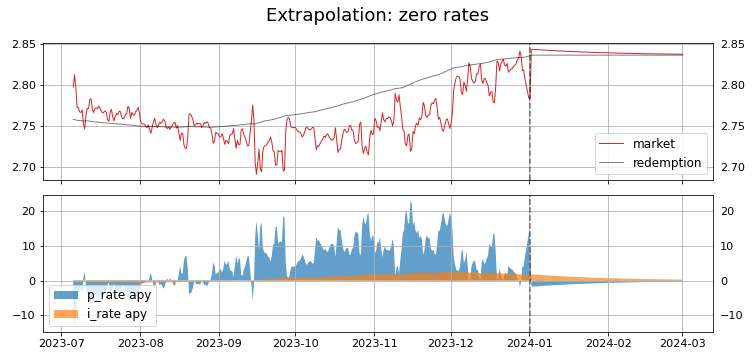 Extrapolation: zero rates
2.85 2.85
2.80 2.80
2.75 2.75
2.70 2.70
market
redemption
20 20
10 10
0 0
−10 −10
p_rate apy
i_rate apy
2023-07 2023-08 2023-09 2023-10 2023-11 2023-12 2024-01 2024-02 2024-03